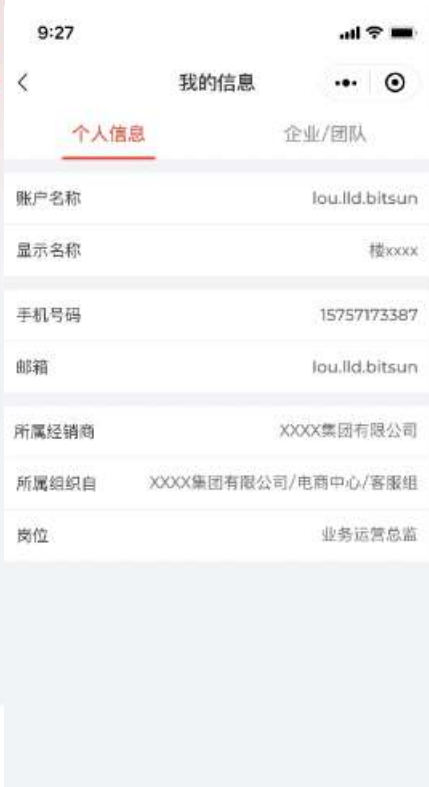 9:27
我的信息
个人信息 企业/团队
账户名称 lou.lld.bitsun
显示名称 楼xxxx
手机号码 15757173387
邮箱 lou.lld.bitsun
所属经销商 XXXX集团有限公司
所属组织自 XXXX集团有限公司/电商中心/客服组
岗位 业务运营总监